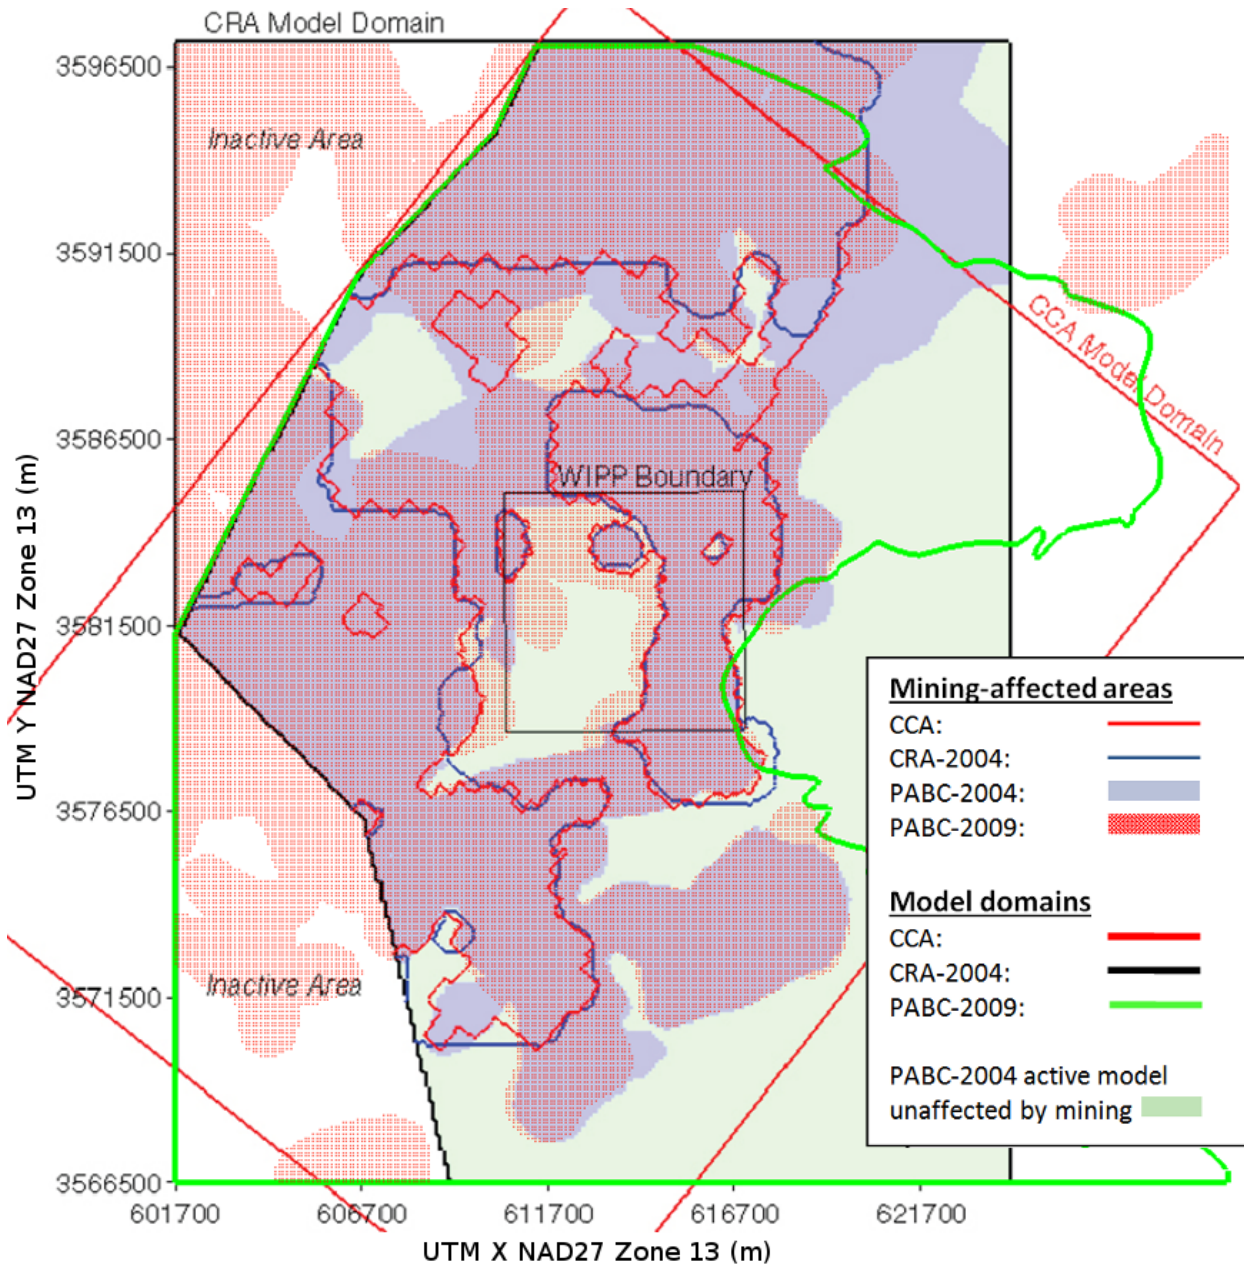 CRA Model Domain
3596500
Inactive Area
3591500
CCA Model Domain
3586500
WIPP Boundary
UTM Y NAD27 Zone 13 (m)
3581500
3576500
3571500
Inactive Area
3566500
601700 606700 611700 616700 621700
UTM X NAD27 Zone 13 (m)
Mining-affected areas
CCA:
CRA-2004:
PABC-2004:
PABC-2009:
Model domains
CCA:
CRA-2004:
PABC-2009:
PABC-2004 active model
unaffected by mining